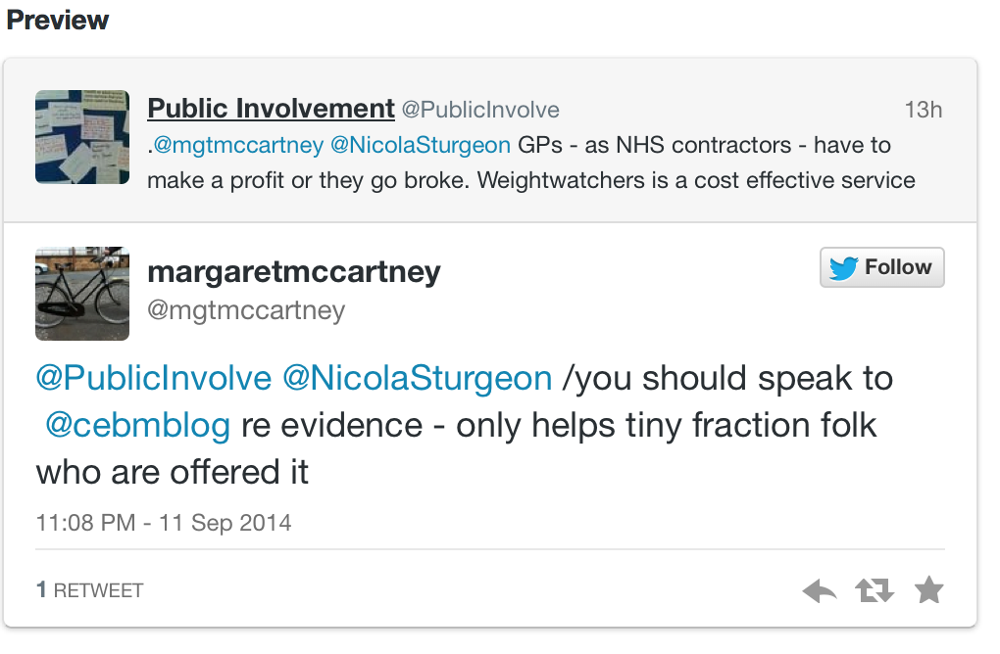 Preview
Public Involvement @PublicInvolve 13h
.@mgtmccartney @NicolaSturgeon GPs - as NHS contractors - have to
make a profit or they go broke. Weightwatchers is a cost effective service
margaretmccartney
Follow
@mgtmccartney
@PublicInvolve @NicolaSturgeon /you should speak to
@cebmblog re evidence - only helps tiny fraction folk
who are offered it
11:08 PM - 11 Sep 2014
1 RETWEET